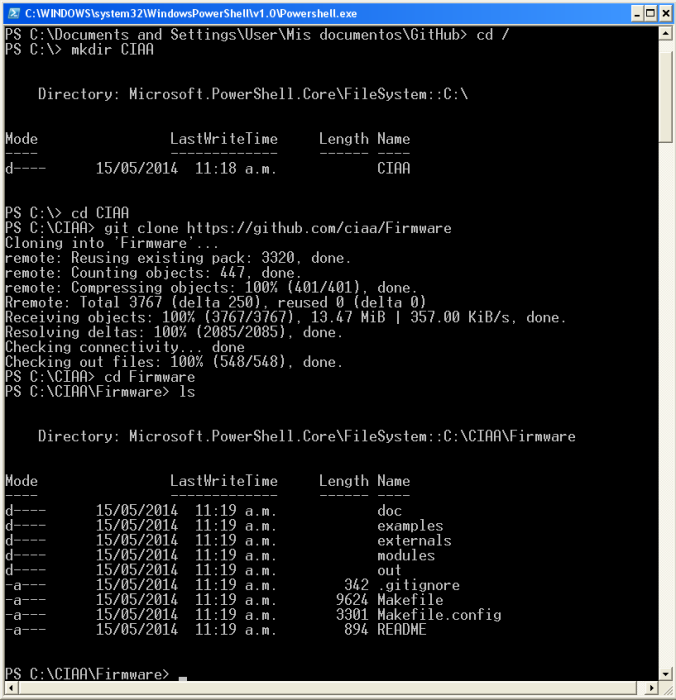 C:\WINDOWS\system32\WindowsPowerShell\v1.0\Powershell.exe
PS C:\Documents and Settings\User\Mis documentos\GitHub> cd /
PS C:\> mkdir CIAA
Directory: Microsoft.PowerShell.Core\FileSystem::C:\
Mode LastWriteTime Length Name
---- ------------- ------ ----
d---- 15/05/2014 11:18 a.m. CIAA
PS C:\> cd CIAA
PS C:\CIAA> git clone https://github.com/ciaa/Firmware
Cloning into 'Firmware'...
remote: Reusing existing pack: 3320, done.
remote: Counting objects: 447, done.
remote: Compressing objects: 100% (401/401), done.
Rremote: Total 3767 (delta 250), reused 0 (delta 0)
Receiving objects: 100% (3767/3767), 13.47 MiB | 357.00 KiB/s, done.
Resolving deltas: 100% (2085/2085), done.
Checking connectivity... done
Checking out files: 100% (548/548), done.
PS C:\CIAA> cd Firmware
PS C:\CIAA\Firmware> ls
Directory: Microsoft.PowerShell.Core\FileSystem::C:\CIAA\Firmware
Mode LastWriteTime Length Name
---- ------------- ------ ----
d---- 15/05/2014 11:19 a.m. doc
d---- 15/05/2014 11:19 a.m. examples
d---- 15/05/2014 11:19 a.m. externals
d---- 15/05/2014 11:19 a.m. modules
d---- 15/05/2014 11:19 a.m. out
-a--- 15/05/2014 11:19 a.m. 342 .gitignore
-a--- 15/05/2014 11:19 a.m. 9624 Makefile
-a--- 15/05/2014 11:19 a.m. 3301 Makefile.config
-a--- 15/05/2014 11:19 a.m. 894 README
PS C:\CIAA\Firmware> _